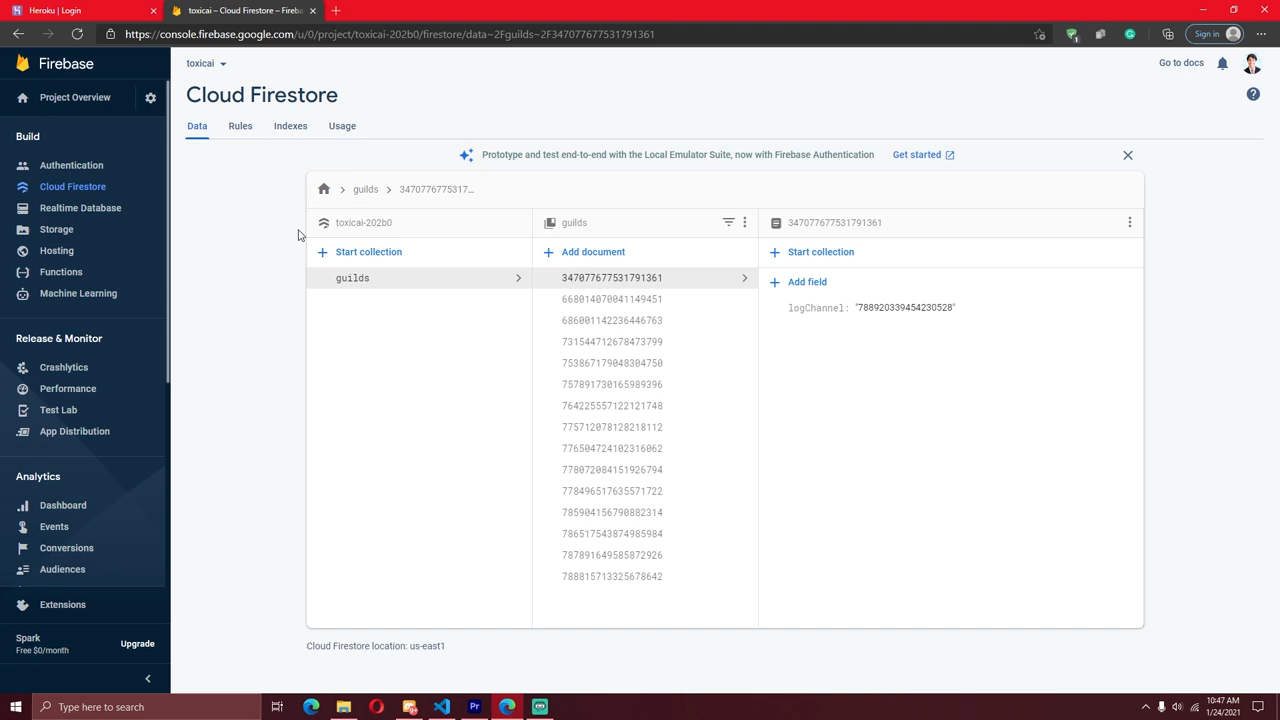 Heroku | Login
toxicai – Cloud Firestore – Fireba
https://console.firebase.google.com/u/0/project/toxicai-202b0/firestore/data~2Fguilds~2F347077677531791361
Sign in
Firebase
toxicai
Go to docs
Project Overview
Cloud Firestore
Data
Rules
Indexes
Usage
Build
Authentication
Cloud Firestore
Realtime Database
Storage
Hosting
Functions
Machine Learning
Release & Monitor
Crashlytics
Performance
Test Lab
App Distribution
Analytics
Dashboard
Events
Conversions
Audiences
Extensions
Spark
Free $0/month
Upgrade
Prototype and test end-to-end with the Local Emulator Suite, now with Firebase Authentication
Get started
guilds
3470776775317...
toxicai-202b0
Start collection
guilds
guilds
Add document
347077677531791361
668014070041149451
686001142236446763
731544712678473799
753867179048304750
757891730165989396
764225557122121748
775712078128218112
776504724102316062
778072084151926794
778496517635571722
785904156790882314
786517543874985984
787891649585872926
788815713325678642
347077677531791361
Start collection
Add field
logChannel: "788920339454230528"
Cloud Firestore location: us-east1
Type here to search
Pr
10:47 AM
1/24/2021